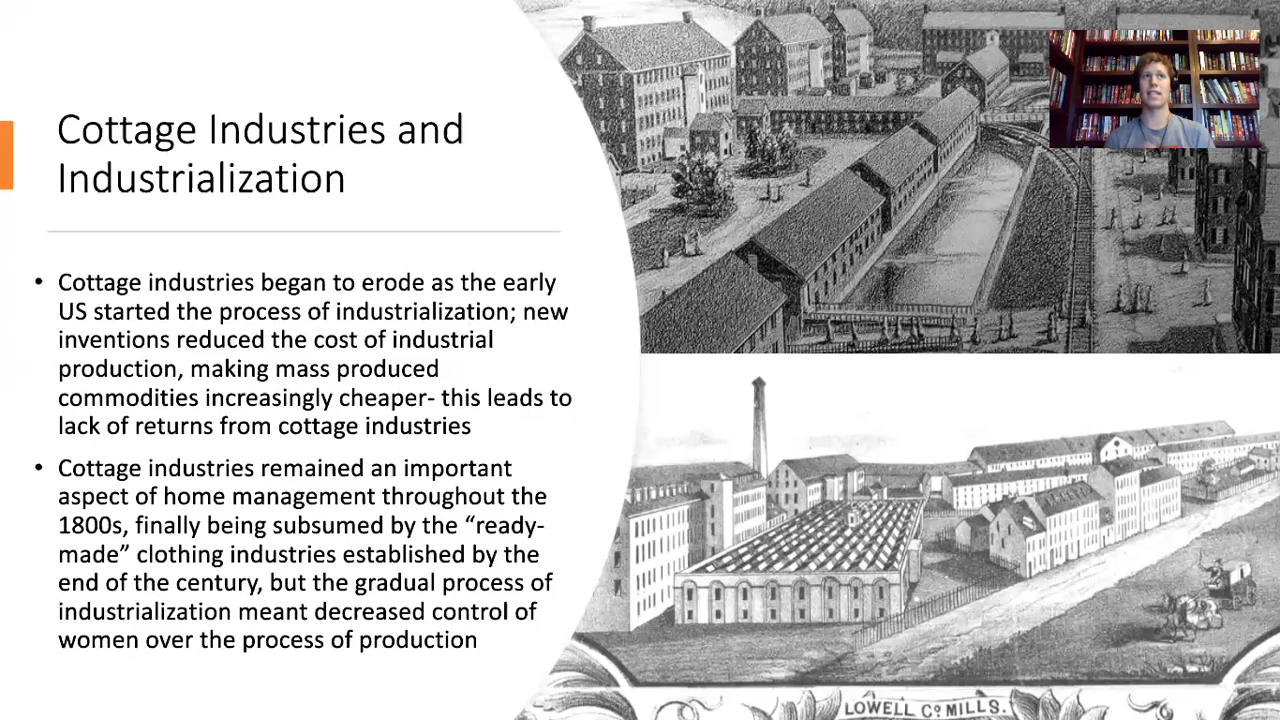 Cottage Industries and
Industrialization
• Cottage industries began to erode as the early
US started the process of industrialization; new
inventions reduced the cost of industrial
production, making mass produced
commodities increasingly cheaper- this leads to
lack of returns from cottage industries
• Cottage industries remained an important
aspect of home management throughout the
1800s, finally being subsumed by the “ready-
made” clothing industries established by the
end of the century, but the gradual process of
industrialization meant decreased control of
women over the process of production
LOWELL Co MILLS.